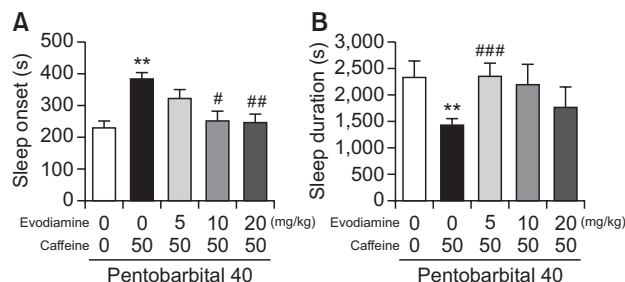 A
Sleep onset (s)
500
400
300
200
100
0
**
#
##
Evodiamine 0 0 5 10 20 (mg/kg)
Caffeine 0 50 50 50 50
Pentobarbital 40
B
Sleep duration (s)
3,000
2,500
2,000
1,500
1,000
500
0
**
###
Evodiamine 0 0 5 10 20 (mg/kg)
Caffeine 0 50 50 50 50
Pentobarbital 40